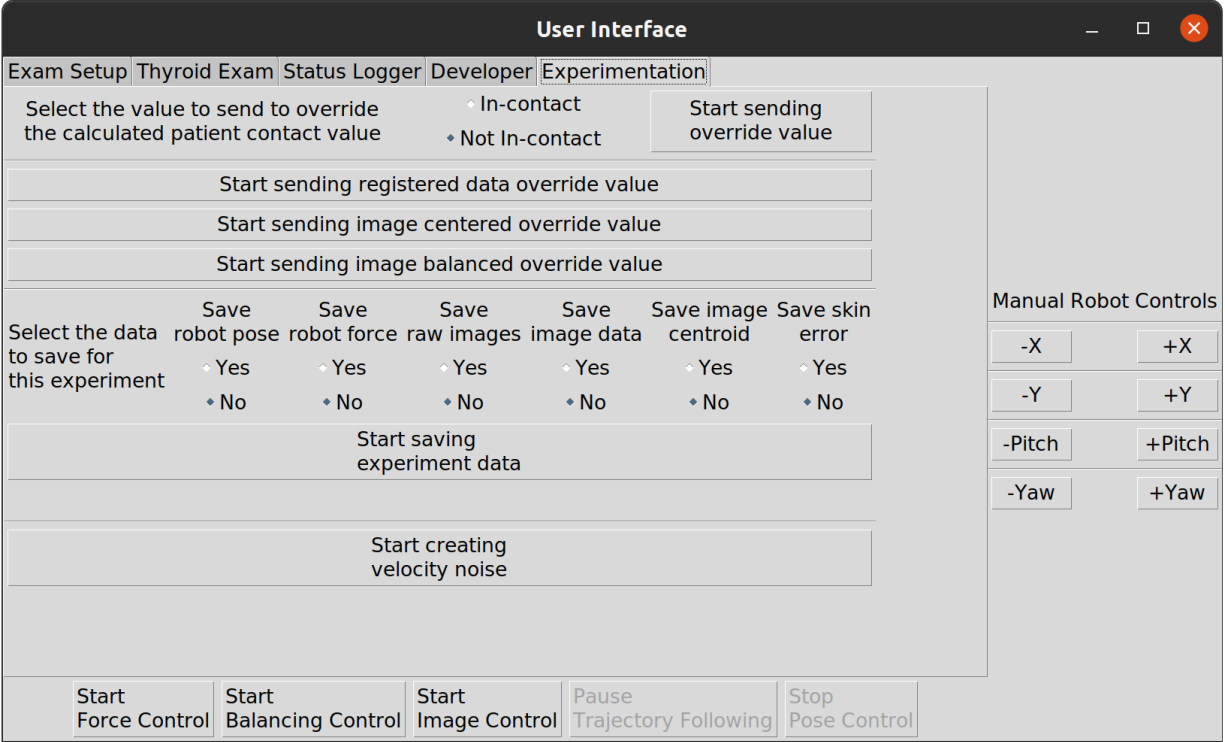 User Interface
Exam Setup Thyroid Exam Status Logger Developer Experimentation
Select the value to send to override
the calculated patient contact value
In-contact
Not In-contact
Start sending
override value
Start sending registered data override value
Start sending image centered override value
Start sending image balanced override value
Select the data
to save for
this experiment
Save
robot pose
Yes
No
Save
robot force
Yes
No
Save
raw images
Yes
No
Save
image data
Yes
No
Save image
centroid
Yes
No
Save skin
error
Yes
No
Start saving
experiment data
Start creating
velocity noise
Manual Robot Controls
-X +X
-Y +Y
-Pitch +Pitch
-Yaw +Yaw
Start
Force Control
Start
Balancing Control
Start
Image Control
Pause
Trajectory Following
Stop
Pose Control